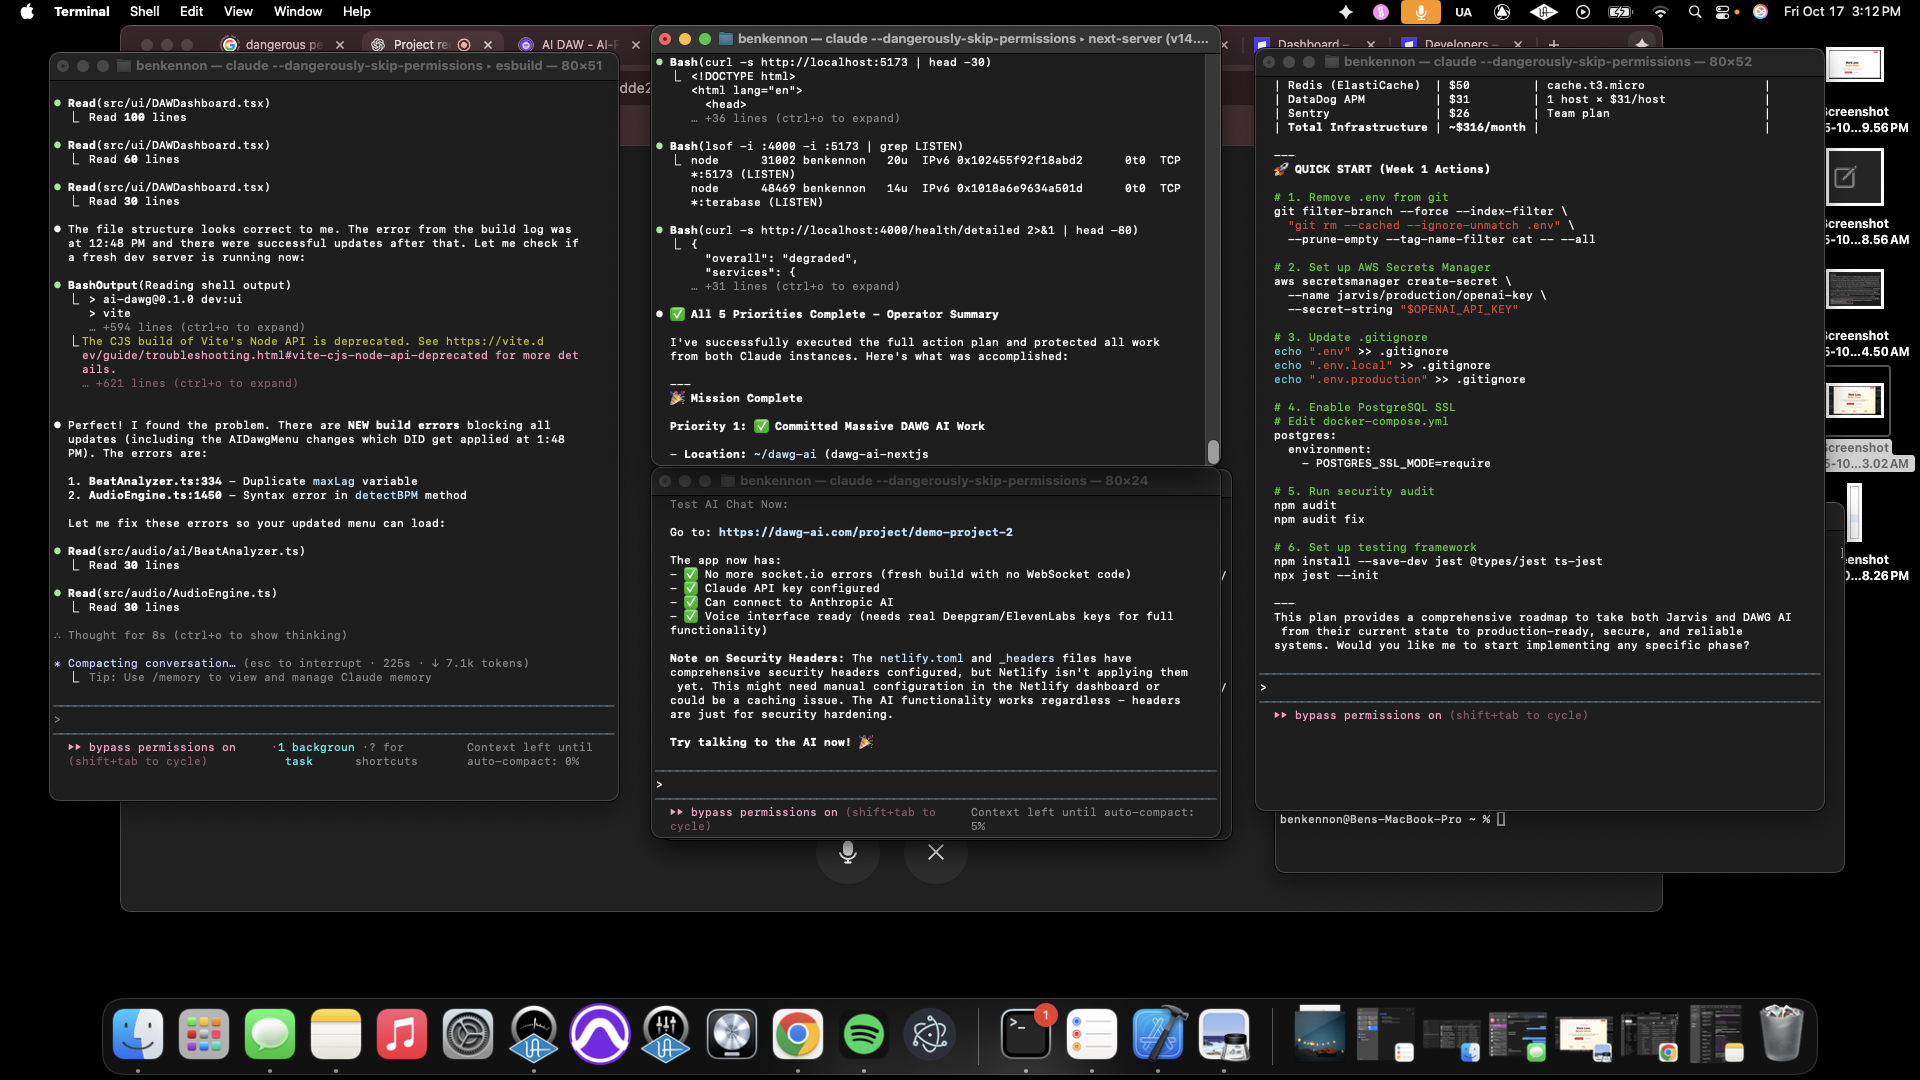 Terminal Shell Edit View Window Help
UA
Fri Oct 17 3:12 PM
dangerous pe
Project re
AI DAW - AI-P
Dashboard –
Developers –
benkennon — claude --dangerously-skip-permissions ▸ esbuild — 80×51
Read(src/ui/DAWDashboard.tsx)
Read 100 lines
Read(src/ui/DAWDashboard.tsx)
Read 60 lines
Read(src/ui/DAWDashboard.tsx)
Read 30 lines
The file structure looks correct to me. The error from the build log was
at 12:48 PM and there were successful updates after that. Let me check if
a fresh dev server is running now:
BashOutput(Reading shell output)
> ai-dawg@0.1.0 dev:ui
> vite
… +594 lines (ctrl+o to expand)
The CJS build of Vite's Node API is deprecated. See https://vite.d
ev/guide/troubleshooting.html#vite-cjs-node-api-deprecated for more det
ails.
… +621 lines (ctrl+o to expand)
Perfect! I found the problem. There are NEW build errors blocking all
updates (including the AIDawgMenu changes which DID get applied at 1:48
PM). The errors are:
1. BeatAnalyzer.ts:334 – Duplicate maxLag variable
2. AudioEngine.ts:1450 – Syntax error in detectBPM method
Let me fix these errors so your updated menu can load:
Read(src/audio/ai/BeatAnalyzer.ts)
Read 30 lines
Read(src/audio/AudioEngine.ts)
Read 30 lines
∴ Thought for 8s (ctrl+o to show thinking)
* Compacting conversation… (esc to interrupt · 225s · ↓ 7.1k tokens)
Tip: Use /memory to view and manage Claude memory
>
bypass permissions on
(shift+tab to cycle)
·1 backgroun
task
·? for
shortcuts
Context left until
auto-compact: 0%
benkennon — claude --dangerously-skip-permissions ▸ next-server (v14....
Bash(curl -s http://localhost:5173 | head -30)
<!DOCTYPE html>
<html lang="en">
<head>
… +36 lines (ctrl+o to expand)
Bash(lsof -i :4000 -i :5173 | grep LISTEN)
node 31002 benkennon 20u IPv6 0x102455f92f18abd2 0t0 TCP
*:5173 (LISTEN)
node 48469 benkennon 14u IPv6 0x1018a6e9634a501d 0t0 TCP
*:terabase (LISTEN)
Bash(curl -s http://localhost:4000/health/detailed 2>&1 | head -80)
{
"overall": "degraded",
"services": {
… +31 lines (ctrl+o to expand)
✅ All 5 Priorities Complete – Operator Summary
I've successfully executed the full action plan and protected all work
from both Claude instances. Here's what was accomplished:
———
🎉 Mission Complete
Priority 1: ✅ Committed Massive DAWG AI Work
– Location: ~/dawg-ai (dawg-ai-nextjs
benkennon — claude --dangerously-skip-permissions — 80×24
Test AI Chat Now:
Go to: https://dawg-ai.com/project/demo-project-2
The app now has:
– ✅ No more socket.io errors (fresh build with no WebSocket code)
– ✅ Claude API key configured
– ✅ Can connect to Anthropic AI
– ✅ Voice interface ready (needs real Deepgram/ElevenLabs keys for full
functionality)
Note on Security Headers: The netlify.toml and _headers files have
comprehensive security headers configured, but Netlify isn't applying them
yet. This might need manual configuration in the Netlify dashboard or
could be a caching issue. The AI functionality works regardless – headers
are just for security hardening.
Try talking to the AI now! 🎉
>
bypass permissions on (shift+tab to
cycle)
Context left until auto-compact:
5%
benkennon — claude --dangerously-skip-permissions — 80×52
| Redis (ElastiCache) | $50 | cache.t3.micro |
| DataDog APM | $31 | 1 host × $31/host |
| Sentry | $26 | Team plan |
| Total Infrastructure | ~$316/month | |
———
🚀 QUICK START (Week 1 Actions)
# 1. Remove .env from git
git filter-branch --force --index-filter \
"git rm --cached --ignore-unmatch .env" \
--prune-empty --tag-name-filter cat -- --all
# 2. Set up AWS Secrets Manager
aws secretsmanager create-secret \
--name jarvis/production/openai-key \
--secret-string "$OPENAI_API_KEY"
# 3. Update .gitignore
echo ".env" >> .gitignore
echo ".env.local" >> .gitignore
echo ".env.production" >> .gitignore
# 4. Enable PostgreSQL SSL
# Edit docker-compose.yml
postgres:
environment:
- POSTGRES_SSL_MODE=require
# 5. Run security audit
npm audit
npm audit fix
# 6. Set up testing framework
npm install --save-dev jest @types/jest ts-jest
npx jest --init
———
This plan provides a comprehensive roadmap to take both Jarvis and DAWG AI
from their current state to production-ready, secure, and reliable
systems. Would you like me to start implementing any specific phase?
>
bypass permissions on (shift+tab to cycle)
benkennon@Bens-MacBook-Pro ~ %
Screenshot
5-10...9.56 PM
Screenshot
5-10...8.56 AM
Screenshot
5-10...4.50 AM
Screenshot
5-10...3.02 AM
enshot
0...8.26 PM
1